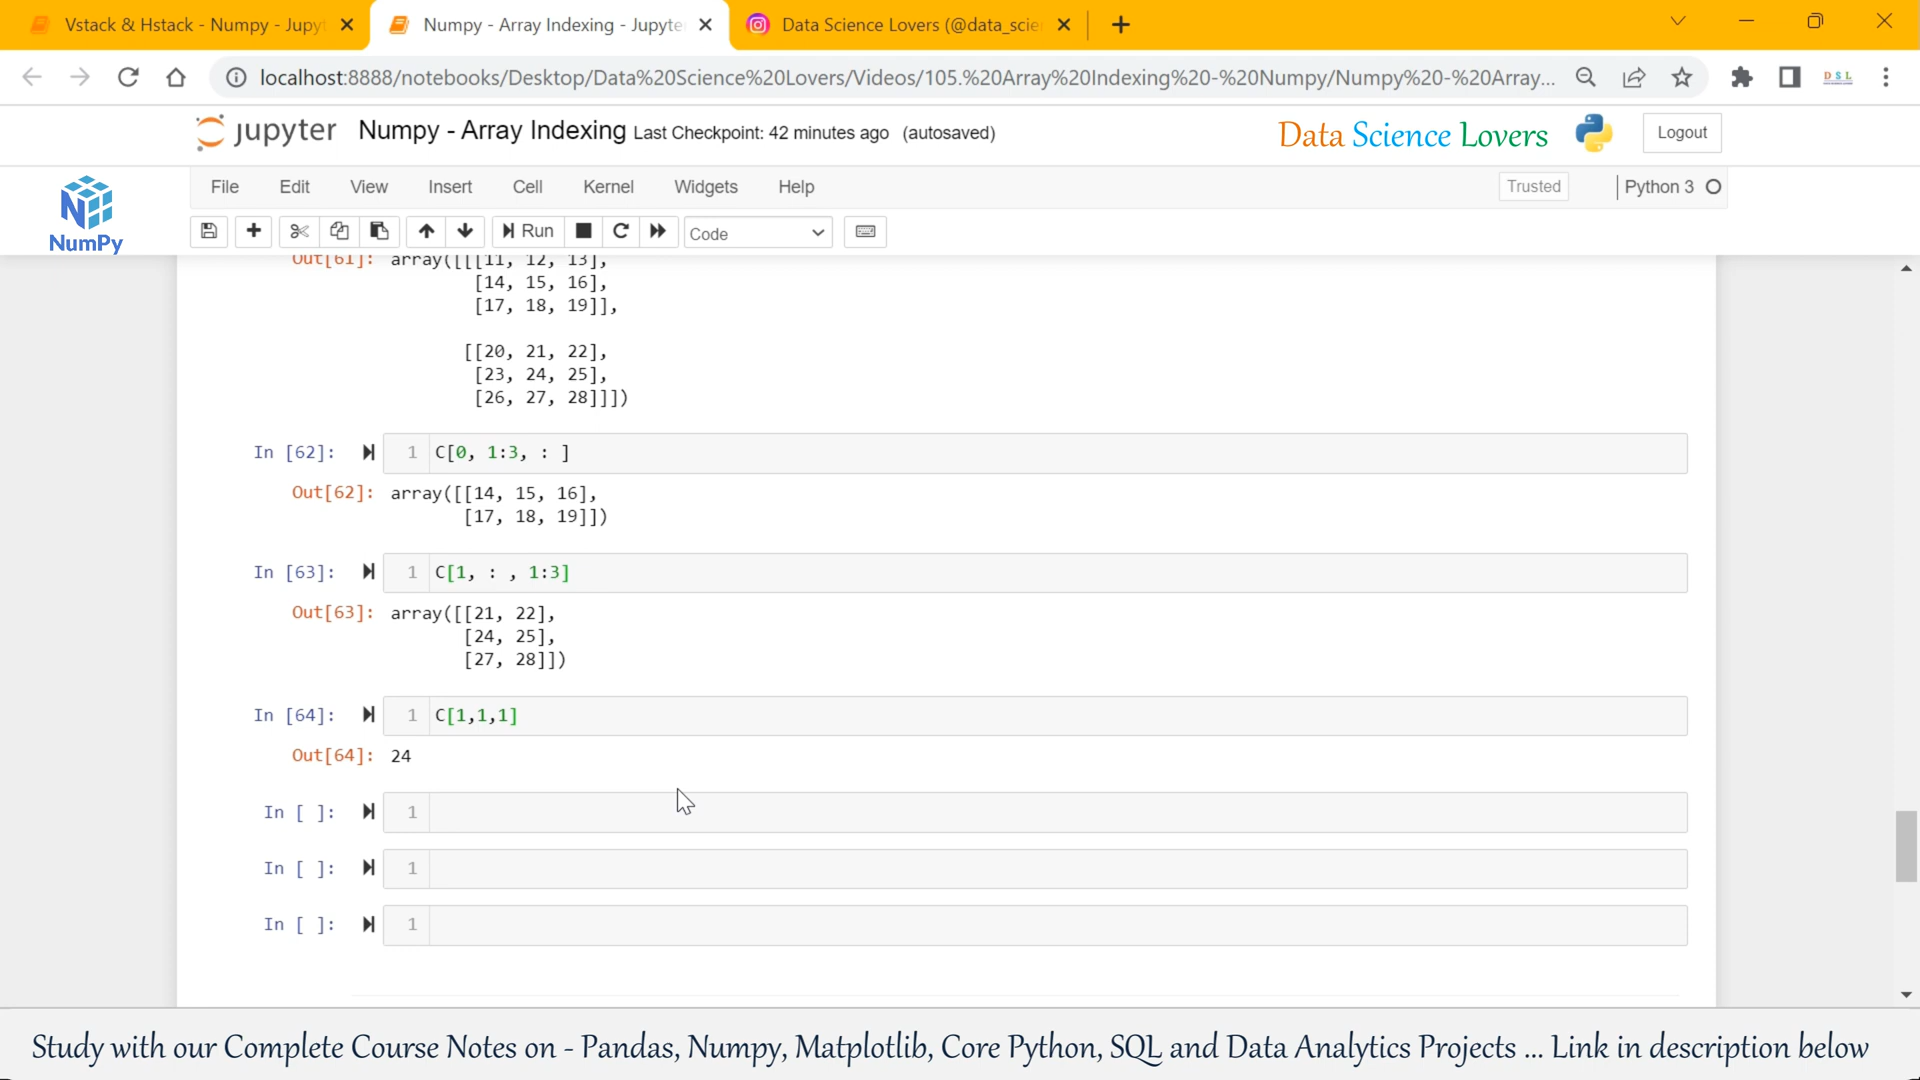 Vstack & Hstack - Numpy - Jupyt
Numpy - Array Indexing - Jupyte
Data Science Lovers (@data_scie
localhost:8888/notebooks/Desktop/Data%20Science%20Lovers/Videos/105.%20Array%20Indexing%20-%20Numpy/Numpy%20-%20Array...
DSL
jupyter Numpy - Array Indexing Last Checkpoint: 42 minutes ago (autosaved)
Data Science Lovers
Logout
NumPy
File Edit View Insert Cell Kernel Widgets Help
Trusted
Python 3
Run
Code
Out[61]: array([[[11, 12, 13],
[14, 15, 16],
[17, 18, 19]],
[[20, 21, 22],
[23, 24, 25],
[26, 27, 28]]])
In [62]: 1 C[0, 1:3, : ]
Out[62]: array([[14, 15, 16],
[17, 18, 19]])
In [63]: 1 C[1, : , 1:3]
Out[63]: array([[21, 22],
[24, 25],
[27, 28]])
In [64]: 1 C[1,1,1]
Out[64]: 24
In [ ]: 1
In [ ]: 1
In [ ]: 1
Study with our Complete Course Notes on - Pandas, Numpy, Matplotlib, Core Python, SQL and Data Analytics Projects ... Link in description below